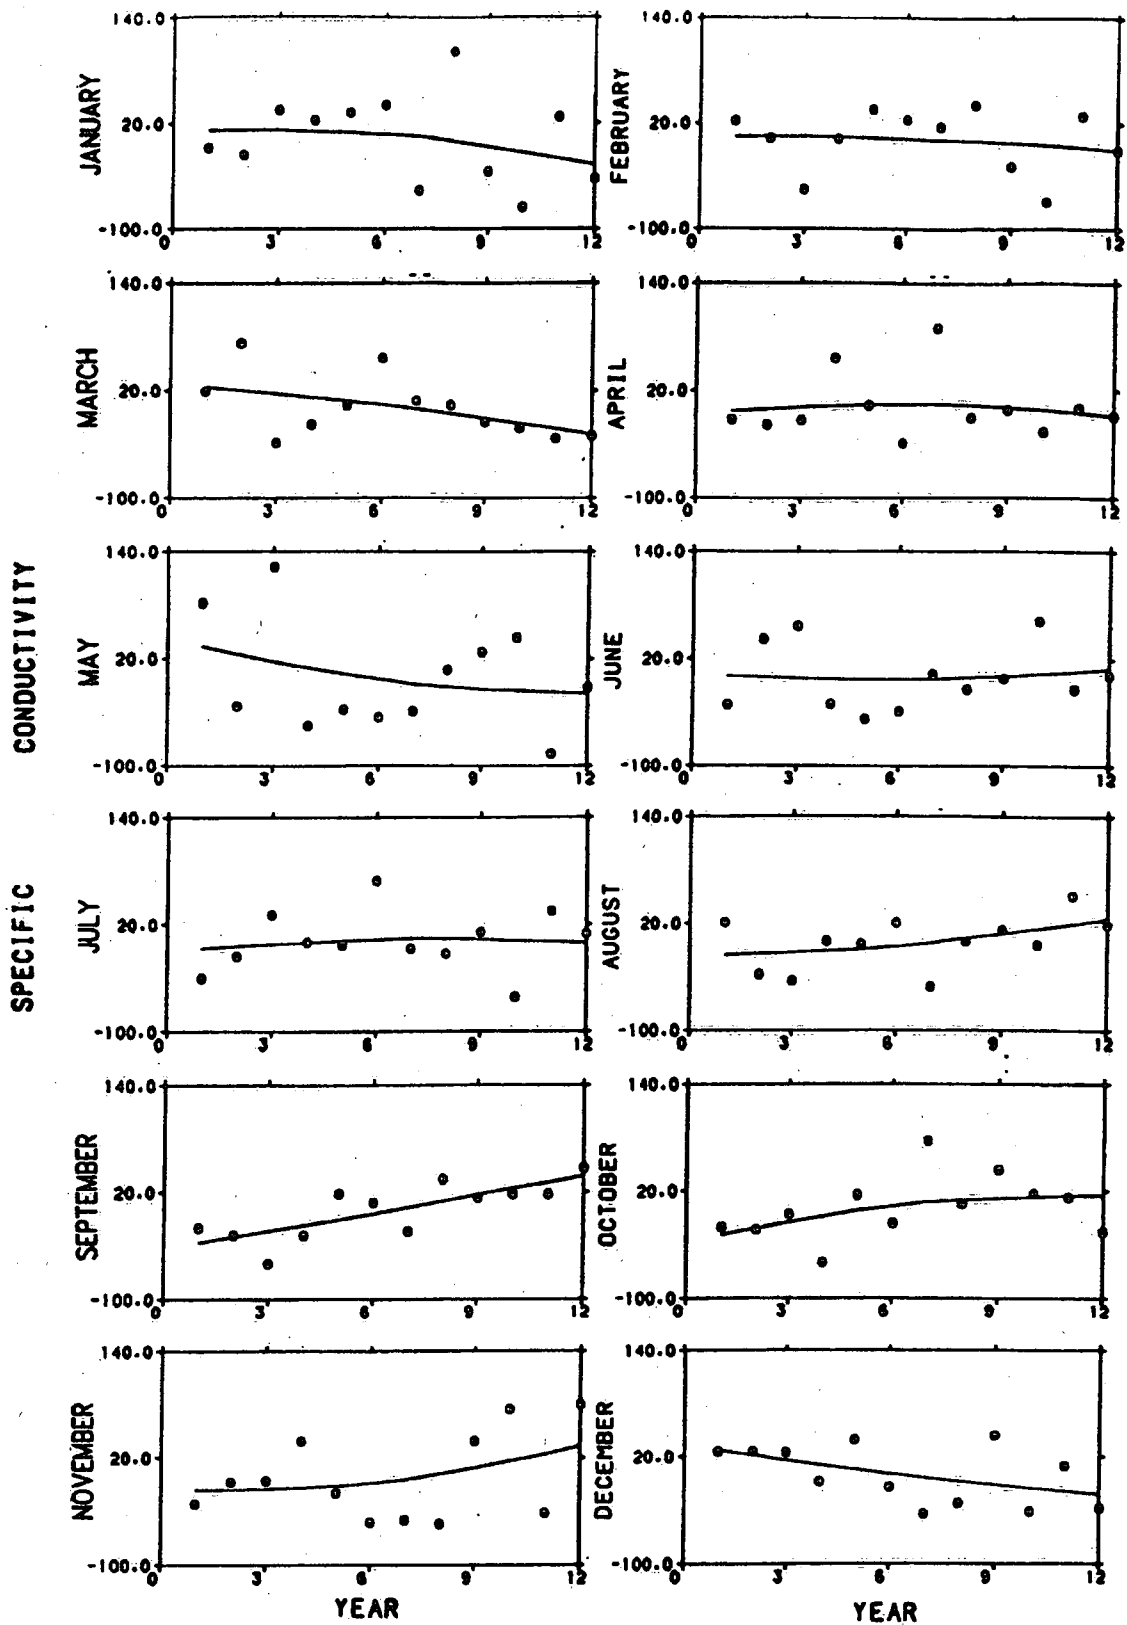 140.0 140.0
JANUARY FEBRUARY
20.0 20.0
-100.0 -100.0
0 3 6 9 12 0 3 6 9 12
140.0 140.0
MARCH APRIL
20.0 20.0
-100.0 -100.0
0 3 6 9 12 0 3 6 9 12
SPECIFIC CONDUCTIVITY
140.0 140.0
MAY JUNE
20.0 20.0
-100.0 -100.0
0 3 6 9 12 0 3 6 9 12
140.0 140.0
JULY AUGUST
20.0 20.0
-100.0 -100.0
0 3 6 9 12 0 3 6 9 12
140.0 140.0
SEPTEMBER OCTOBER
20.0 20.0
-100.0 -100.0
0 3 6 9 12 0 3 6 9 12
140.0 140.0
NOVEMBER DECEMBER
20.0 20.0
-100.0 -100.0
0 3 6 9 12 0 3 6 9 12
YEAR YEAR